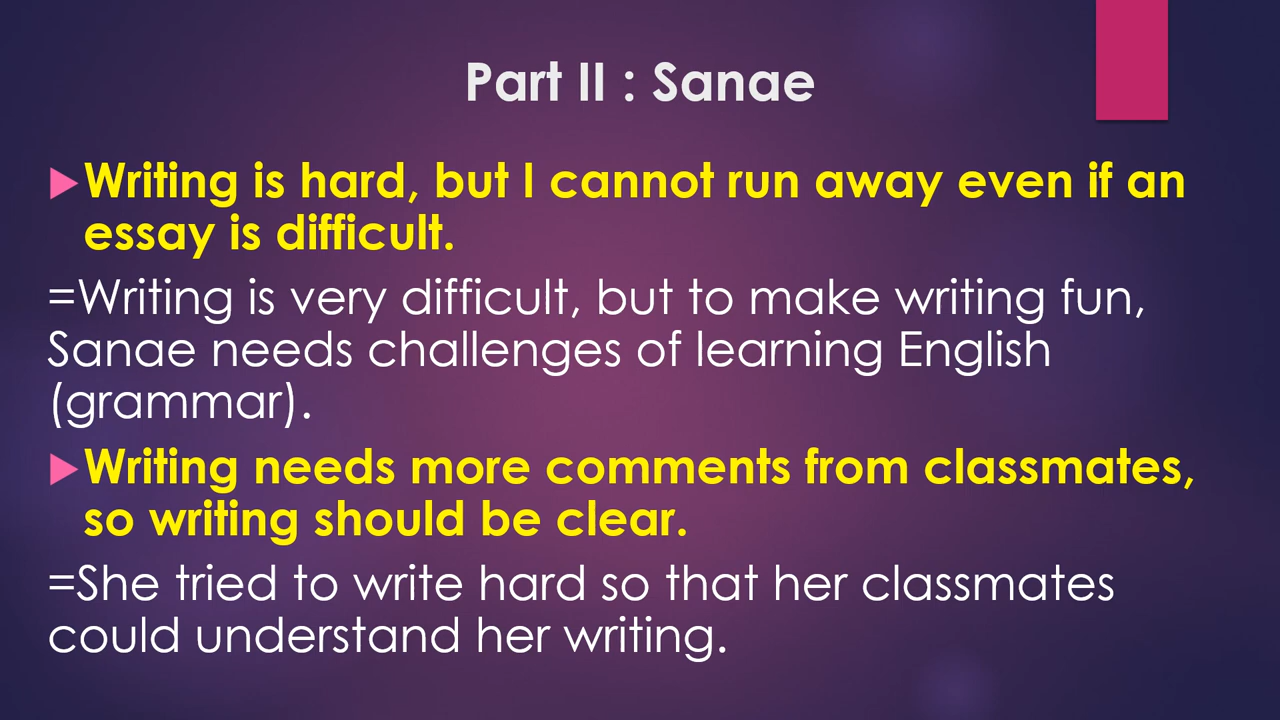 Part II : Sanae
Writing is hard, but I cannot run away even if an
essay is difficult.
=Writing is very difficult, but to make writing fun,
Sanae needs challenges of learning English
(grammar).
Writing needs more comments from classmates,
so writing should be clear.
=She tried to write hard so that her classmates
could understand her writing.